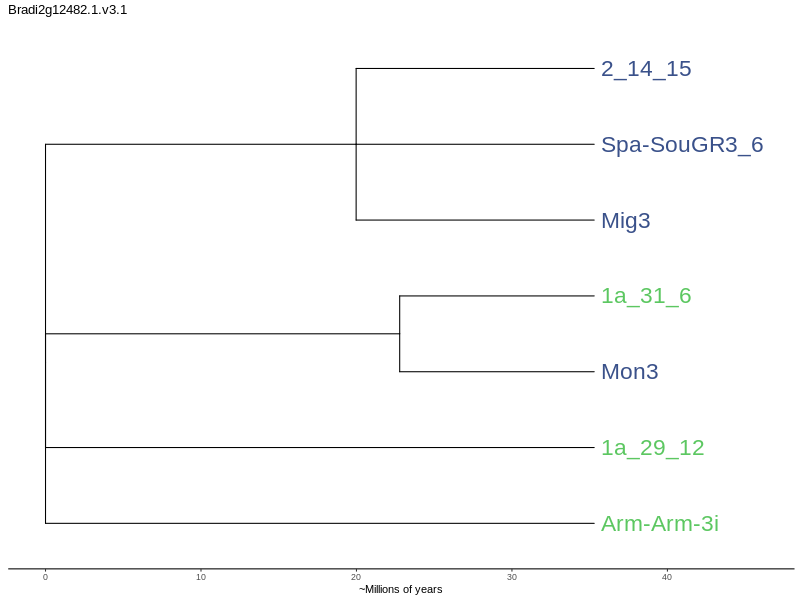 Bradi2g12482.1.v3.1
2_14_15
Spa-SouGR3_6
Mig3
1a_31_6
Mon3
1a_29_12
Arm-Arm-3i
0 10 20 30 40
~Millions of years